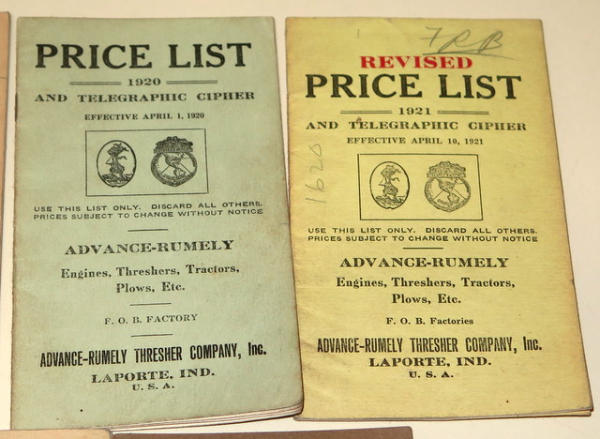 PRICE LIST
1920
AND TELEGRAPHIC CIPHER
EFFECTIVE APRIL 1, 1920
USE THIS LIST ONLY. DISCARD ALL OTHERS.
PRICES SUBJECT TO CHANGE WITHOUT NOTICE
ADVANCE-RUMELY
Engines, Threshers, Tractors,
Plows, Etc.
F. O. B. FACTORY
ADVANCE-RUMELY THRESHER COMPANY, Inc.
LAPORTE, IND.
U. S. A.
REVISED
PRICE LIST
1921
AND TELEGRAPHIC CIPHER
EFFECTIVE APRIL 10, 1921
1620
USE THIS LIST ONLY. DISCARD ALL OTHERS.
PRICES SUBJECT TO CHANGE WITHOUT NOTICE
ADVANCE-RUMELY
Engines, Threshers, Tractors,
Plows, Etc.
F. O. B. Factories
ADVANCE-RUMELY THRESHER COMPANY, Inc.
LAPORTE, IND.
U. S. A.